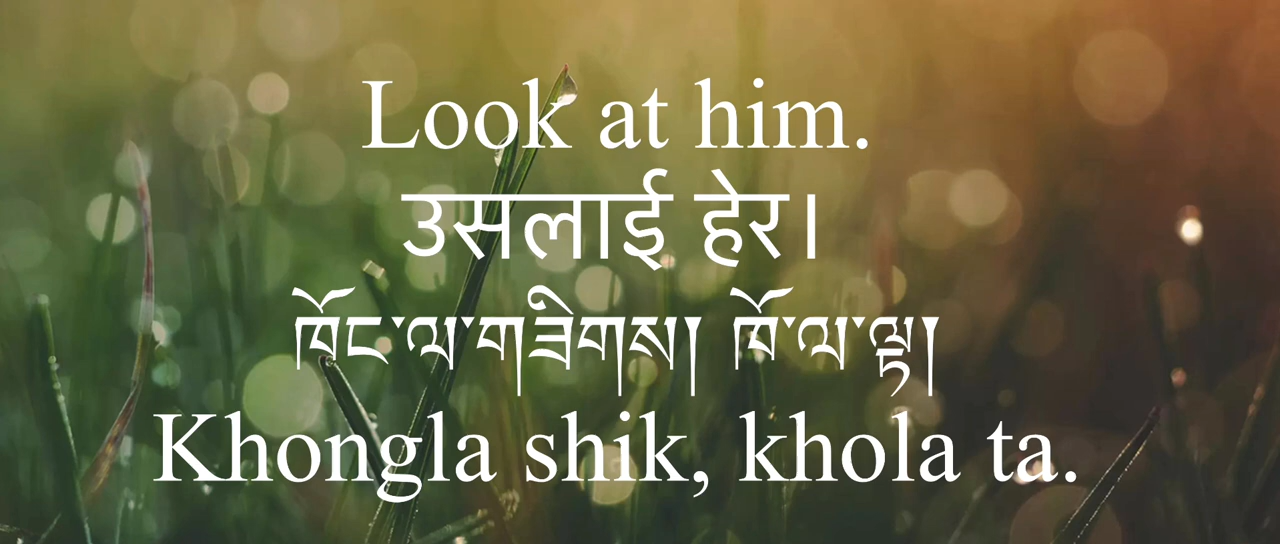 Look at him.
उसलाई हेर।
ཁོང་ལ་གཟིགས། ཁོ་ལ་ལྟ།
Khongla shik, khola ta.